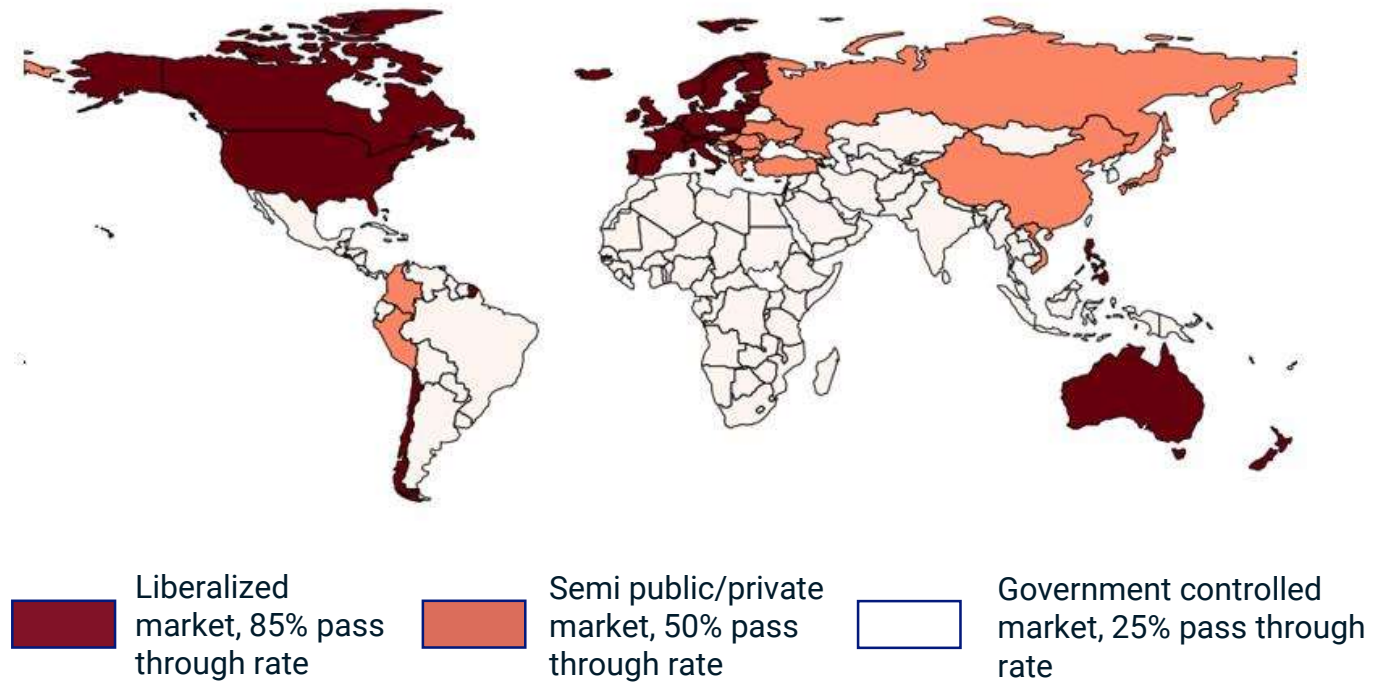 Liberalized
market, 85% pass
through rate
Semi public/private
market, 50% pass
through rate
Government controlled
market, 25% pass through
rate